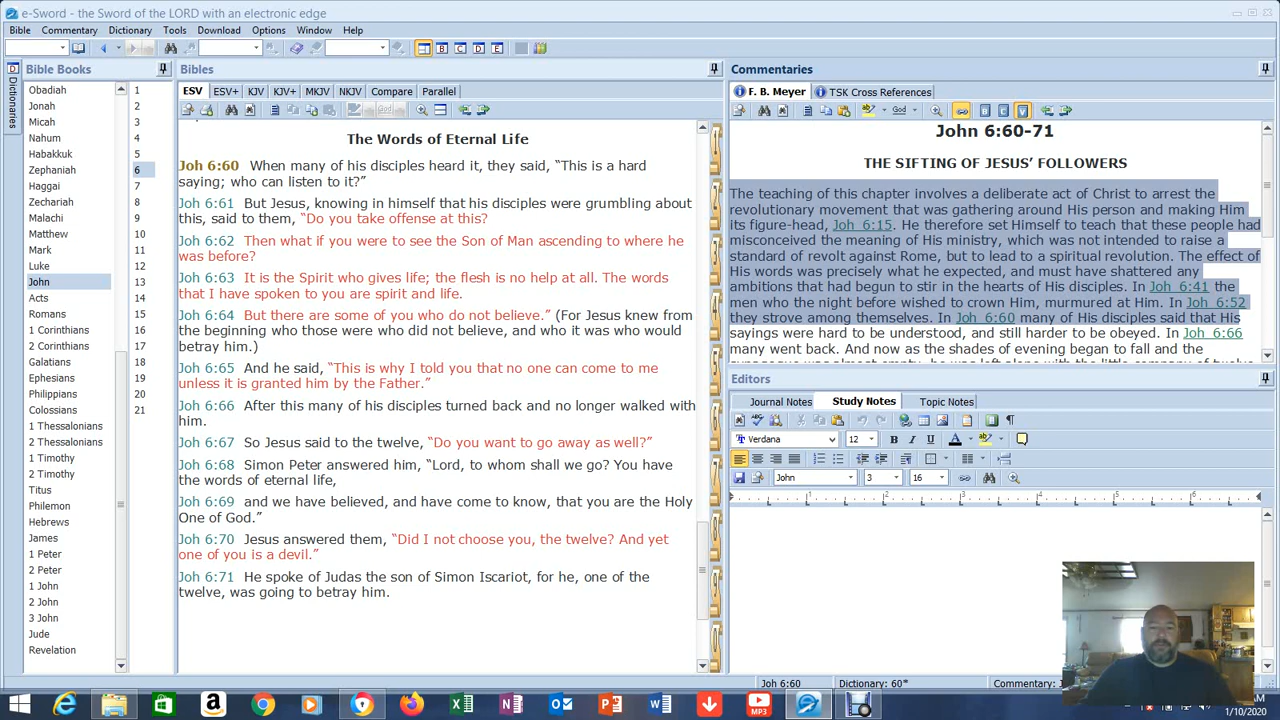 e-Sword - the Sword of the LORD with an electronic edge
Bible Commentary Dictionary Tools Download Options Window Help
B C D E
Dictionaries
Bible Books
Obadiah
Jonah
Micah
Nahum
Habakkuk
Zephaniah
Haggai
Zechariah
Malachi
Matthew
Mark
Luke
John
Acts
Romans
1 Corinthians
2 Corinthians
Galatians
Ephesians
Philippians
Colossians
1 Thessalonians
2 Thessalonians
1 Timothy
2 Timothy
Titus
Philemon
Hebrews
James
1 Peter
2 Peter
1 John
2 John
3 John
Jude
Revelation
1
2
3
4
5
6
7
8
9
10
11
12
13
14
15
16
17
18
19
20
21
Bibles
ESV ESV+ KJV KJV+ MKJV NKJV Compare Parallel
God
The Words of Eternal Life
Joh 6:60 When many of his disciples heard it, they said, “This is a hard
saying; who can listen to it?”
Joh 6:61 But Jesus, knowing in himself that his disciples were grumbling about
this, said to them, “Do you take offense at this?
Joh 6:62 Then what if you were to see the Son of Man ascending to where he
was before?
Joh 6:63 It is the Spirit who gives life; the flesh is no help at all. The words
that I have spoken to you are spirit and life.
Joh 6:64 But there are some of you who do not believe.” (For Jesus knew from
the beginning who those were who did not believe, and who it was who would
betray him.)
Joh 6:65 And he said, “This is why I told you that no one can come to me
unless it is granted him by the Father.”
Joh 6:66 After this many of his disciples turned back and no longer walked with
him.
Joh 6:67 So Jesus said to the twelve, “Do you want to go away as well?”
Joh 6:68 Simon Peter answered him, “Lord, to whom shall we go? You have
the words of eternal life,
Joh 6:69 and we have believed, and have come to know, that you are the Holy
One of God.”
Joh 6:70 Jesus answered them, “Did I not choose you, the twelve? And yet
one of you is a devil.”
Joh 6:71 He spoke of Judas the son of Simon Iscariot, for he, one of the
twelve, was going to betray him.
Commentaries
F. B. Meyer TSK Cross References
God B C V
John 6:60-71
THE SIFTING OF JESUS’ FOLLOWERS
The teaching of this chapter involves a deliberate act of Christ to arrest the
revolutionary movement that was gathering around His person and making Him
its figure-head, Joh_6:15. He therefore set Himself to teach that these people had
misconceived the meaning of His ministry, which was not intended to raise a
standard of revolt against Rome, but to lead to a spiritual revolution. The effect of
His words was precisely what he expected, and must have shattered any
ambitions that had begun to stir in the hearts of His disciples. In Joh_6:41 the
men who the night before wished to crown Him, murmured at Him. In Joh_6:52
they strove among themselves. In Joh_6:60 many of His disciples said that His
sayings were hard to be understood, and still harder to be obeyed. In Joh_6:66
many went back. And now as the shades of evening began to fall and the
Editors
Journal Notes Study Notes Topic Notes
Verdana 12 B I U A
John 3 16
1 2 3 4 5 6
Joh 6:60 Dictionary: 60*
MP3
1/10/2020